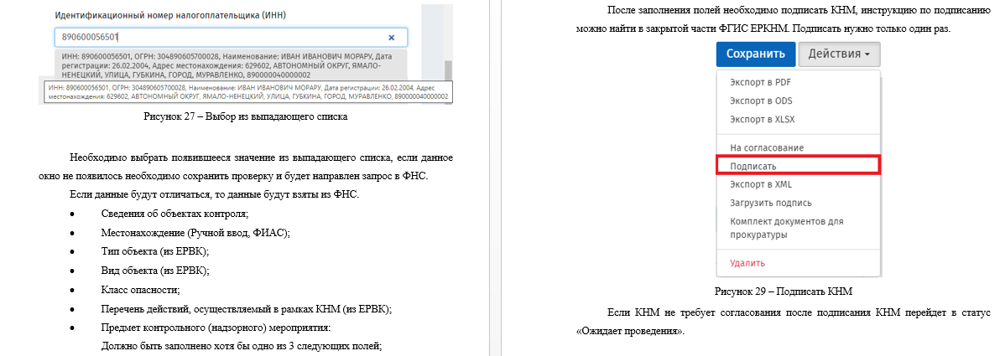 Идентификационный номер налогоплательщика (ИНН)
890600056501
ИНН: 890600056501, ОГРН: 304890605700028, Наименование: ИВАН ИВАНОВИЧ МОРАРУ, Дата
регистрации: 26.02.2004, Адрес местонахождения: 629602, АВТОНОМНЫЙ ОКРУГ, ЯМАЛО-
НЕНЕЦКИЙ, УЛИЦА, ГУБКИНА, ГОРОД, МУРАВЛЕНКО, 890000040000002
ИНН: 890600056501, ОГРН: 304890605700028, Наименование: ИВАН ИВАНОВИЧ МОРАРУ, Дата регистрации: 26.02.2004, Адрес
местонахождения: 629602, АВТОНОМНЫЙ ОКРУГ, ЯМАЛО-НЕНЕЦКИЙ, УЛИЦА, ГУБКИНА, ГОРОД, МУРАВЛЕНКО, 890000040000002
Рисунок 27 – Выбор из выпадающего списка
Необходимо выбрать появившееся значение из выпадающего списка, если данное
окно не появилось необходимо сохранить проверку и будет направлен запрос в ФНС.
Если данные будут отличаться, то данные будут взяты из ФНС.
• Сведения об объектах контроля;
• Местонахождение (Ручной ввод, ФИАС);
• Тип объекта (из ЕРВК);
• Вид объекта (из ЕРВК);
• Класс опасности;
• Перечень действий, осуществляемый в рамках КНМ (из ЕРВК);
• Предмет контрольного (надзорного) мероприятия:
Должно быть заполнено хотя бы одно из 3 следующих полей;
После заполнения полей необходимо подписать КНМ, инструкцию по подписанию
можно найти в закрытой части ФГИС ЕРКНМ. Подписать нужно только один раз.
Сохранить Действия
Экспорт в PDF
Экспорт в ODS
Экспорт в XLSX
На согласование
Подписать
Экспорт в XML
Загрузить подпись
Комплект документов для
прокуратуры
Удалить
Рисунок 29 – Подписать КНМ
Если КНМ не требует согласования после подписания КНМ перейдет в статус
«Ожидает проведения».